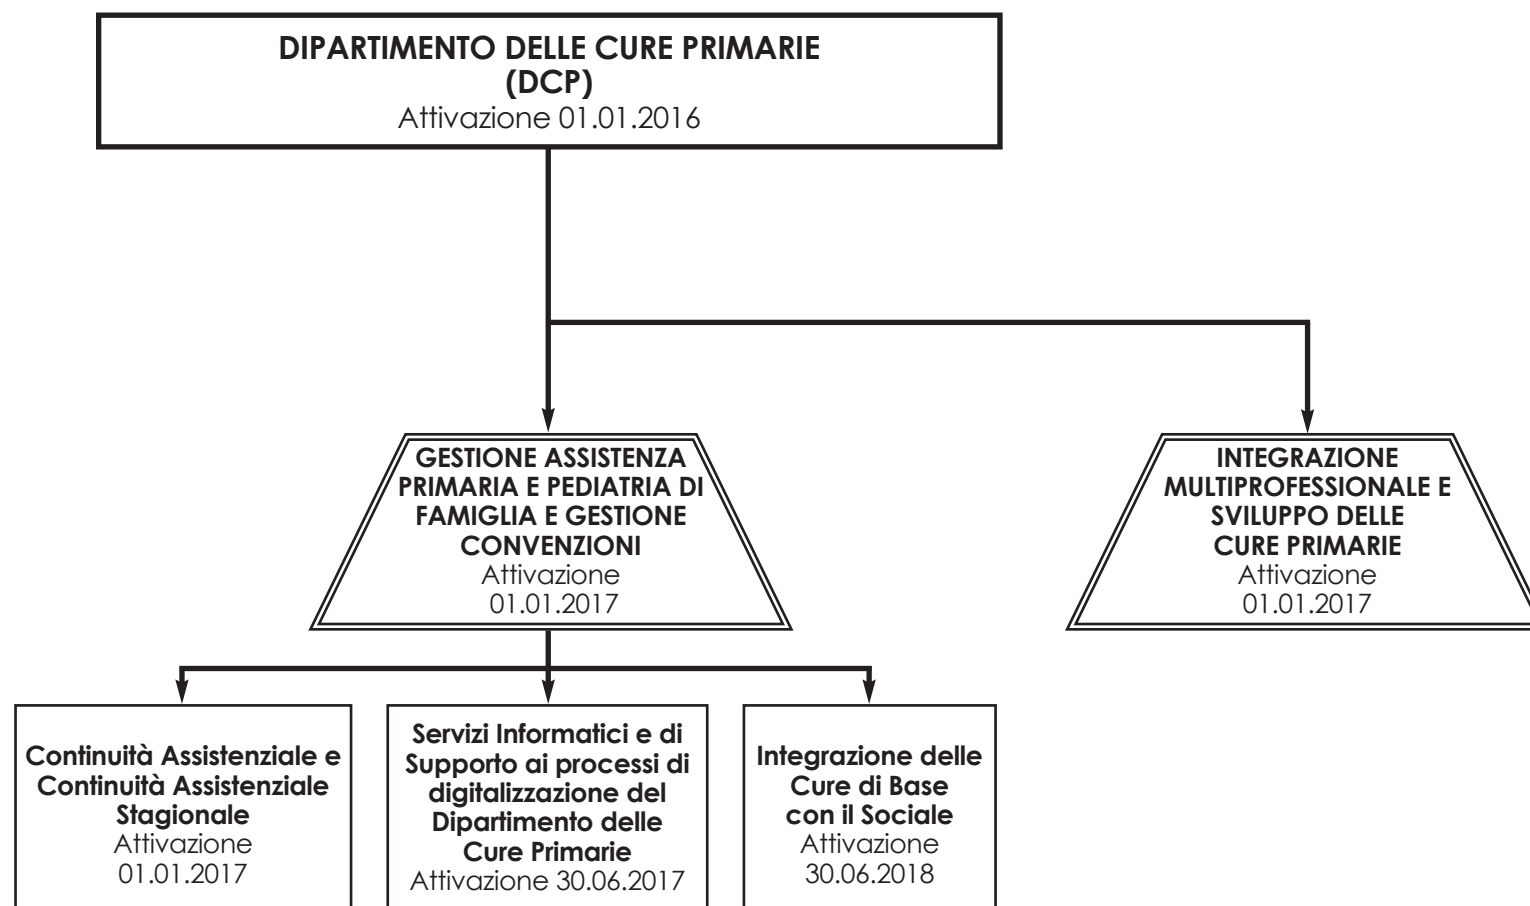 DIPARTIMENTO DELLE CURE PRIMARIE
(DCP)
Attivazione 01.01.2016
GESTIONE ASSISTENZA
PRIMARIA E PEDIATRIA DI
FAMIGLIA E GESTIONE
CONVENZIONI
Attivazione
01.01.2017
INTEGRAZIONE
MULTIPROFESSIONALE E
SVILUPPO DELLE
CURE PRIMARIE
Attivazione
01.01.2017
Continuità Assistenziale e
Continuità Assistenziale
Stagionale
Attivazione
01.01.2017
Servizi Informatici e di
Supporto ai processi di
digitalizzazione del
Dipartimento delle
Cure Primarie
Attivazione 30.06.2017
Integrazione delle
Cure di Base
con il Sociale
Attivazione
30.06.2018